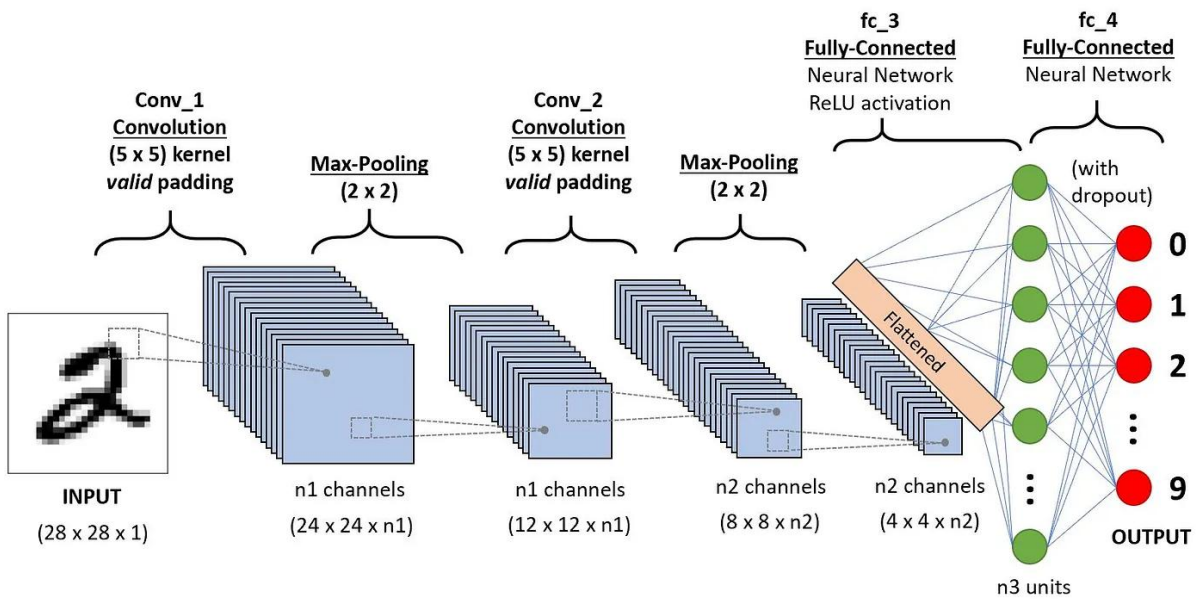 Conv_1
Convolution
(5 x 5) kernel
valid padding
Max-Pooling
(2 x 2)
Conv_2
Convolution
(5 x 5) kernel
valid padding
Max-Pooling
(2 x 2)
fc_3
Fully-Connected
Neural Network
ReLU activation
fc_4
Fully-Connected
Neural Network
(with
dropout)
Flattened
0
1
2
9
OUTPUT
2
INPUT
(28 x 28 x 1)
n1 channels
(24 x 24 x n1)
n1 channels
(12 x 12 x n1)
n2 channels
(8 x 8 x n2)
n2 channels
(4 x 4 x n2)
n3 units